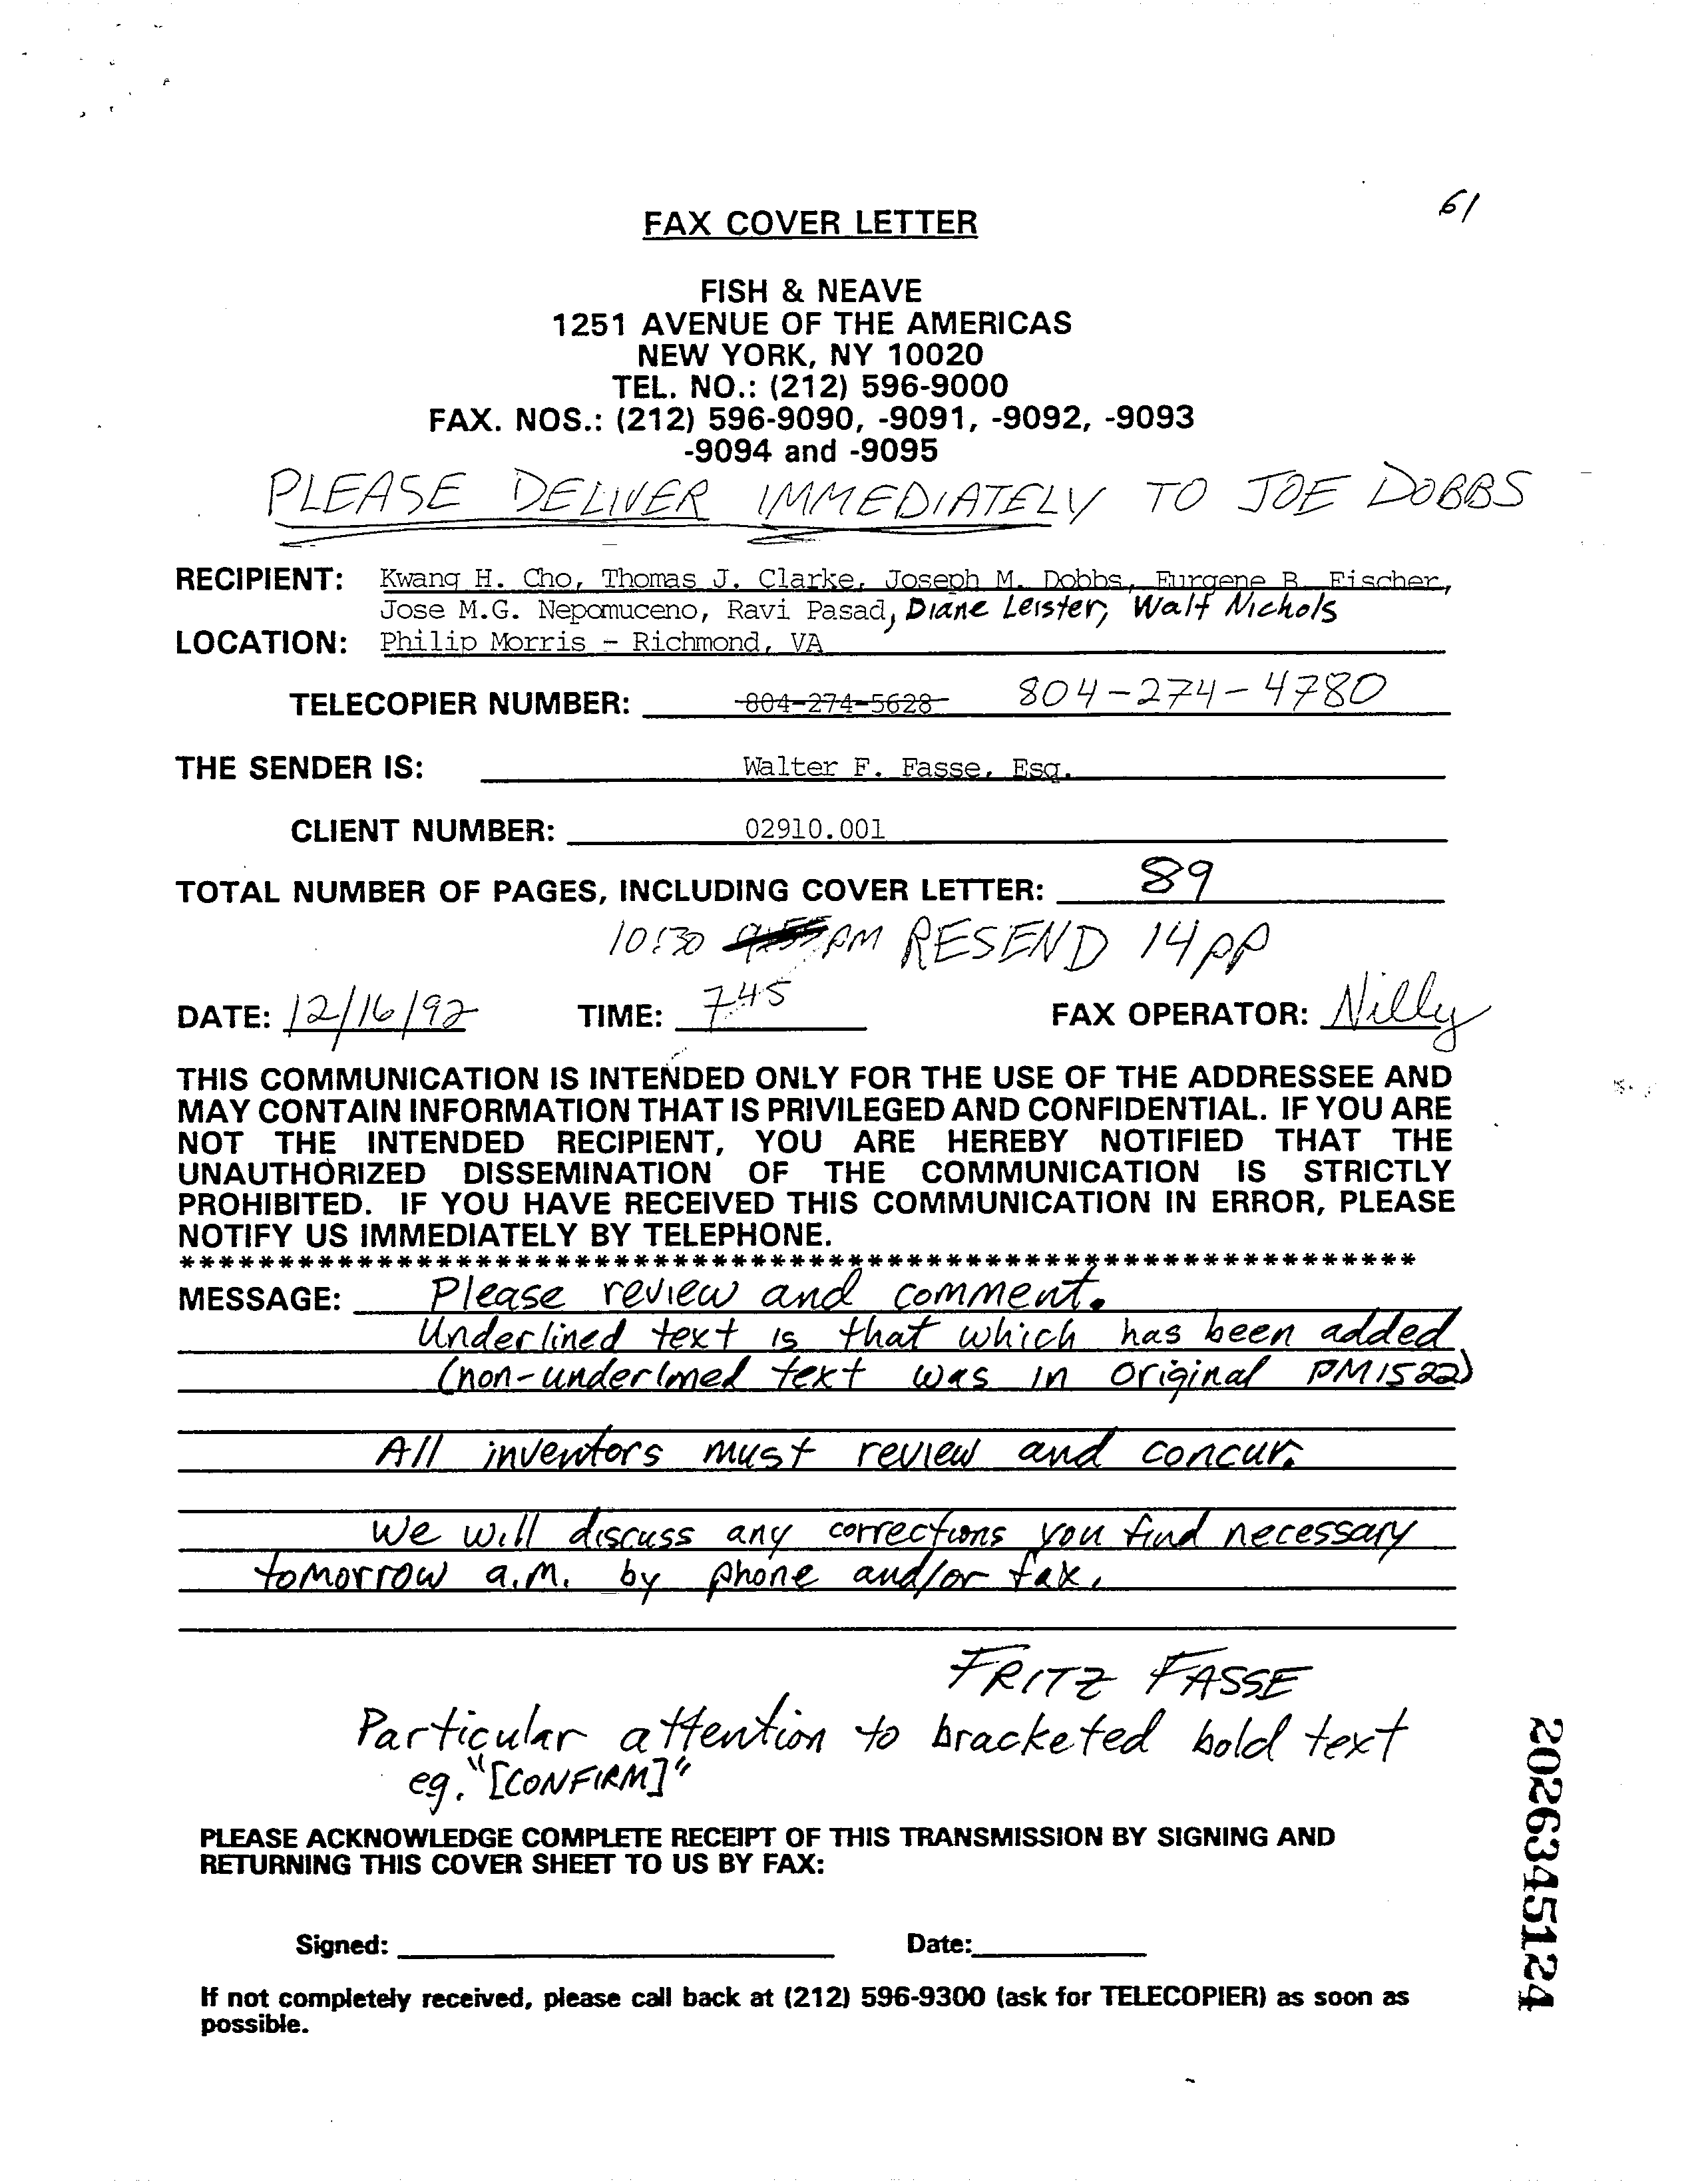 61
FAX COVER LETTER
FISH & NEAVE
1251 AVENUE OF THE AMERICAS
NEW YORK, NY 10020
TEL. NO.: (212) 596-9000
FAX. NOS.: (212) 596-9090, -9091, -9092, -9093
-9094 and -9095
PLEASE DELIVER IMMEDIATELY TO JOE DOBBS
RECIPIENT: Kwang H. Cho, Thomas J. Clarke, Joseph M. Dobbs, Eurgene B. Fischer,
Jose M.G. Nepomuceno, Ravi Pasad, Diane Leister, Walt Nichols
LOCATION: Philip Morris - Richmond, VA
TELECOPIER NUMBER: 804-274-5628 804-274-4780
THE SENDER IS: Walter F. Fasse, Esq.
CLIENT NUMBER: 02910.001
TOTAL NUMBER OF PAGES, INCLUDING COVER LETTER: 89
10:30 PM RESEND 14 pp
DATE: 12/16/92 TIME: 7:45 FAX OPERATOR: Nilly
THIS COMMUNICATION IS INTENDED ONLY FOR THE USE OF THE ADDRESSEE AND
MAY CONTAIN INFORMATION THAT IS PRIVILEGED AND CONFIDENTIAL. IF YOU ARE
NOT THE INTENDED RECIPIENT, YOU ARE HEREBY NOTIFIED THAT THE
UNAUTHORIZED DISSEMINATION OF THE COMMUNICATION IS STRICTLY
PROHIBITED. IF YOU HAVE RECEIVED THIS COMMUNICATION IN ERROR, PLEASE
NOTIFY US IMMEDIATELY BY TELEPHONE.
***************************************************************
MESSAGE: Please review and comment.
Underlined text is that which has been added
(non-underlined text was in original PM1522)
All inventors must review and concur.
We will discuss any corrections you find necessary
tomorrow a.m. by phone and/or fax.
FRITZ FASSE
Particular attention to bracketed bold text
eg. "[CONFIRM]"
PLEASE ACKNOWLEDGE COMPLETE RECEIPT OF THIS TRANSMISSION BY SIGNING AND
RETURNING THIS COVER SHEET TO US BY FAX:
Signed: Date:
If not completely received, please call back at (212) 596-9300 (ask for TELECOPIER) as soon as
possible.
2026345124